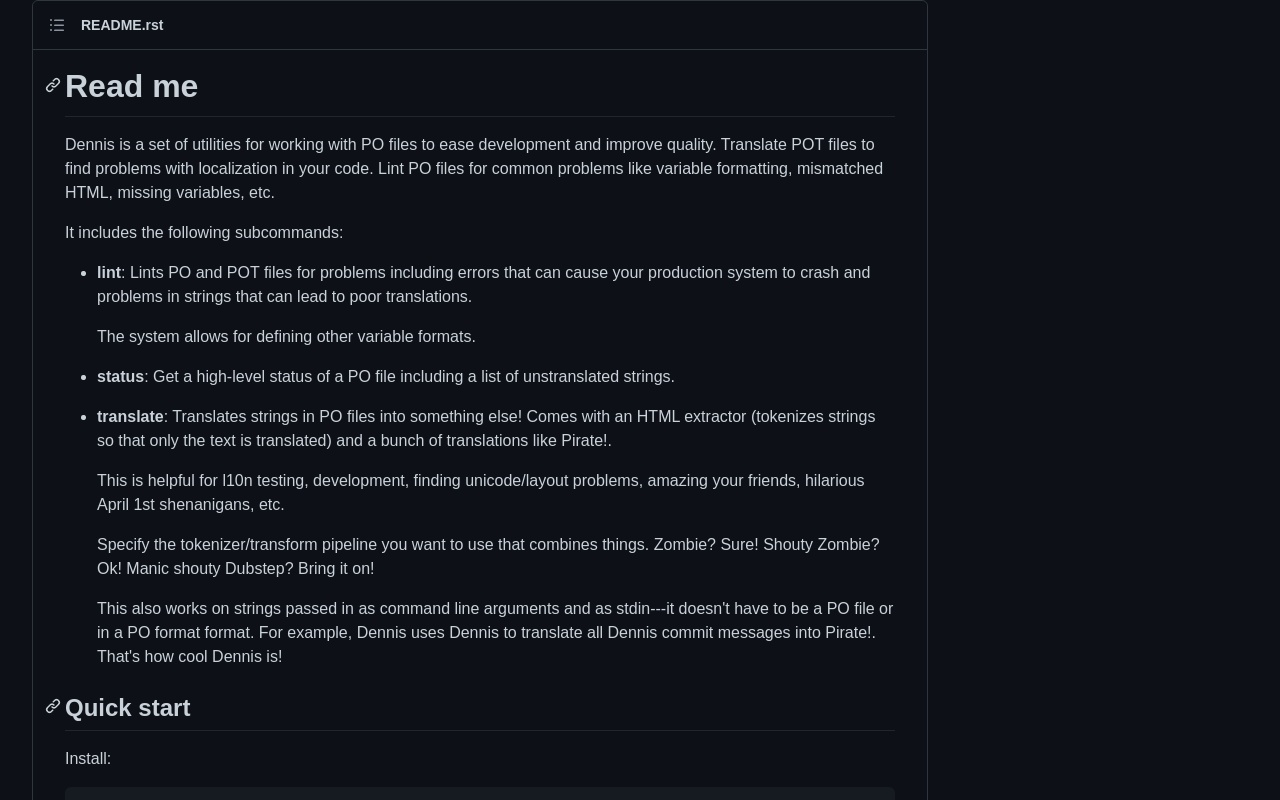 README.rst
Read me
Dennis is a set of utilities for working with PO files to ease development and improve quality. Translate POT files to
find problems with localization in your code. Lint PO files for common problems like variable formatting, mismatched
HTML, missing variables, etc.
It includes the following subcommands:
• lint: Lints PO and POT files for problems including errors that can cause your production system to crash and
problems in strings that can lead to poor translations.
The system allows for defining other variable formats.
• status: Get a high-level status of a PO file including a list of unstranslated strings.
• translate: Translates strings in PO files into something else! Comes with an HTML extractor (tokenizes strings
so that only the text is translated) and a bunch of translations like Pirate!.
This is helpful for l10n testing, development, finding unicode/layout problems, amazing your friends, hilarious
April 1st shenanigans, etc.
Specify the tokenizer/transform pipeline you want to use that combines things. Zombie? Sure! Shouty Zombie?
Ok! Manic shouty Dubstep? Bring it on!
This also works on strings passed in as command line arguments and as stdin---it doesn't have to be a PO file or
in a PO format format. For example, Dennis uses Dennis to translate all Dennis commit messages into Pirate!.
That's how cool Dennis is!
Quick start
Install: